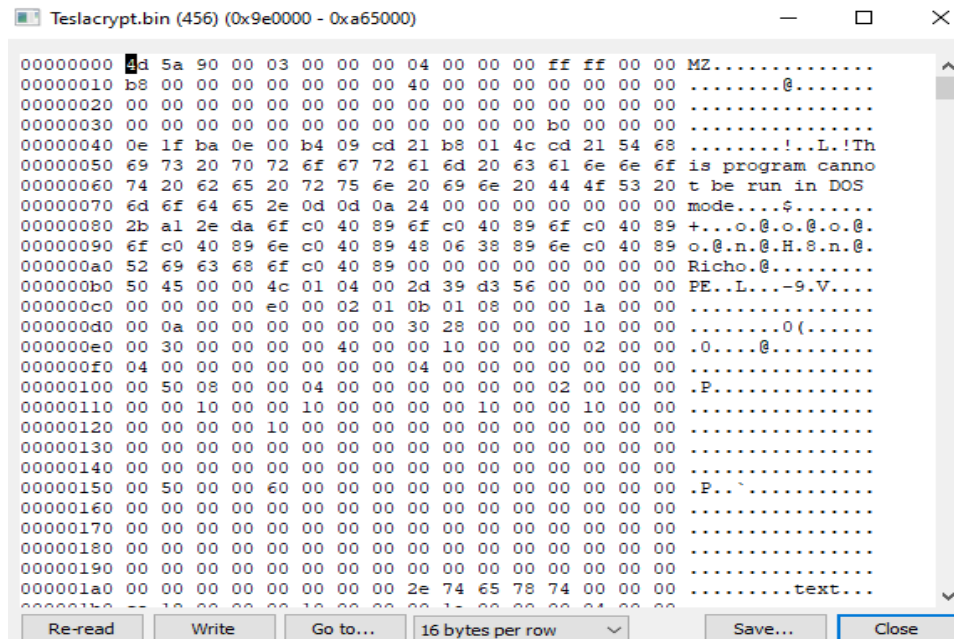 Teslacrypt.bin (456) (0x9e0000 - 0xa65000)
00000000 4d 5a 90 00 03 00 00 00 04 00 00 00 ff ff 00 00 MZ..............
00000010 b8 00 00 00 00 00 00 00 40 00 00 00 00 00 00 00 ........@.......
00000020 00 00 00 00 00 00 00 00 00 00 00 00 00 00 00 00 ................
00000030 00 00 00 00 00 00 00 00 00 00 00 00 b0 00 00 00 ................
00000040 0e 1f ba 0e 00 b4 09 cd 21 b8 01 4c cd 21 54 68 ........!..L.!Th
00000050 69 73 20 70 72 6f 67 72 61 6d 20 63 61 6e 6e 6f is program canno
00000060 74 20 62 65 20 72 75 6e 20 69 6e 20 44 4f 53 20 t be run in DOS
00000070 6d 6f 64 65 2e 0d 0d 0a 24 00 00 00 00 00 00 00 mode....$.......
00000080 2b a1 2e da 6f c0 40 89 6f c0 40 89 6f c0 40 89 +...o.@.o.@.o.@.
00000090 6f c0 40 89 6e c0 40 89 48 06 38 89 6e c0 40 89 o.@.n.@.H.8.n.@.
000000a0 52 69 63 68 6f c0 40 89 00 00 00 00 00 00 00 00 Richo.@.........
000000b0 50 45 00 00 4c 01 04 00 2d 39 d3 56 00 00 00 00 PE..L...-9.V....
000000c0 00 00 00 00 e0 00 02 01 0b 01 08 00 00 1a 00 00 ................
000000d0 00 0a 00 00 00 00 00 00 30 28 00 00 00 10 00 00 ........0(......
000000e0 00 30 00 00 00 00 40 00 00 10 00 00 00 02 00 00 .0....@.........
000000f0 04 00 00 00 00 00 00 00 04 00 00 00 00 00 00 00 ................
00000100 00 50 08 00 00 04 00 00 00 00 00 00 02 00 00 00 .P..............
00000110 00 00 10 00 00 10 00 00 00 00 10 00 00 10 00 00 ................
00000120 00 00 00 00 10 00 00 00 00 00 00 00 00 00 00 00 ................
00000130 00 00 00 00 00 00 00 00 00 00 00 00 00 00 00 00 ................
00000140 00 00 00 00 00 00 00 00 00 00 00 00 00 00 00 00 ................
00000150 00 50 00 00 60 00 00 00 00 00 00 00 00 00 00 00 .P..`...........
00000160 00 00 00 00 00 00 00 00 00 00 00 00 00 00 00 00 ................
00000170 00 00 00 00 00 00 00 00 00 00 00 00 00 00 00 00 ................
00000180 00 00 00 00 00 00 00 00 00 00 00 00 00 00 00 00 ................
00000190 00 00 00 00 00 00 00 00 00 00 00 00 00 00 00 00 ................
000001a0 00 00 00 00 00 00 00 00 2e 74 65 78 74 00 00 00 .........text...
Re-read Write Go to... 16 bytes per row Save... Close